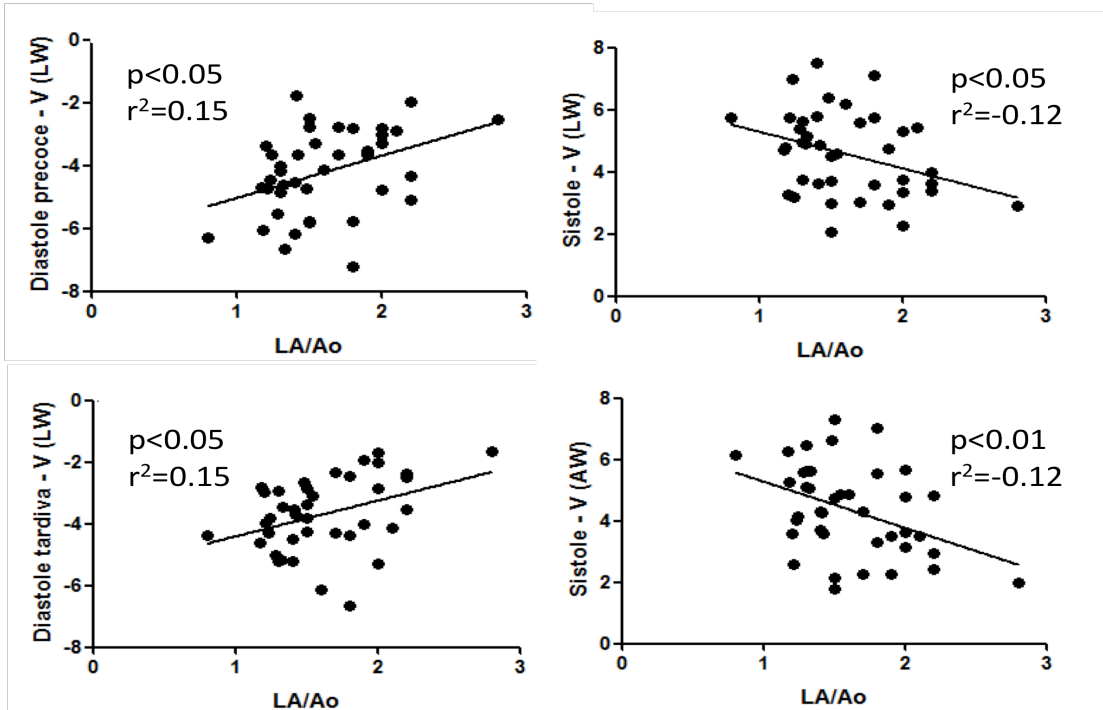 Diastole precoce - V (LW)
0
-2
-4
-6
-8
p<0.05
r²=0.15
0
1
2
3
LA/Ao
Sistole - V (LW)
8
6
4
2
0
p<0.05
r²=-0.12
0
1
2
3
LA/Ao
Diastole tardiva - V (LW)
0
-2
-4
-6
-8
p<0.05
r²=0.15
0
1
2
3
LA/Ao
Sistole - V (AW)
8
6
4
2
0
p<0.01
r²=-0.12
0
1
2
3
LA/Ao